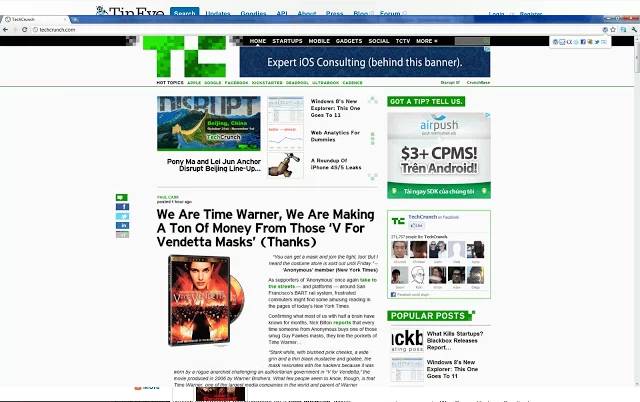 TinEye
Search
Updates
Goodies
API
About
Press
Blog
Forum
Login
Register
TechCrunch
techcrunch.com
TC
HOME STARTUPS MOBILE GADGETS SOCIAL TCTV MORE
Expert iOS Consulting (behind this banner).
HOT TOPICS APPLE GOOGLE FACEBOOK KICKSTARTER DEADPOOL ULTRABOOK CADENCE
Disrupt SF CrunchBase
DISRUPT
Beijing, China
October 31st - November 1st
TechCrunch
Pony Ma and Lei Jun Anchor
Disrupt Beijing Line-Up...
Windows 8's New
Explorer: This One
Goes To 11
Web Analytics For
Dummies
A Roundup Of
iPhone 4S/5 Leaks
GOT A TIP? TELL US.
airpush
$3+ CPMS!
Trên Android!
Tải ngay SDK của chúng tôi
PAUL CARR
posted 1 hour ago
We Are Time Warner, We Are Making
A Ton Of Money From Those 'V For
Vendetta Masks' (Thanks)
"You can get a mask and join the fight, too! But I
heard the costume store is sold out until Friday." –
'Anonymous' member (New York Times)
As supporters of 'Anonymous' once again take
to the streets — and platforms — around San
Francisco's BART rail system, frustrated
commuters might find some amusing reading in
the pages of today's New York Times.
Confirming what most of us with half a brain have
known for months, Nick Bilton reports that every
time someone from Anonymous buys one of those
smug Guy Fawkes masks, they line the pockets of
Time Warner...
"Stark white, with blushed pink cheeks, a wide
grin and a thin black mustache and goatee, the
mask resonates with the hackers because it was
worn by a rogue anarchist challenging an authoritarian government in "V for Vendetta," the
movie produced in 2006 by Warner Brothers. What few people seem to know, though, is that
Time Warner, one of the largest media companies in the world and parent of Warner
TechCrunch on Facebook
Like
people like TechCrunch
Facebook social plugin
POPULAR POSTS
What Kills Startups?
Blackbox Releases
Report...
Windows 8's New
Explorer: This One
Goes To 11